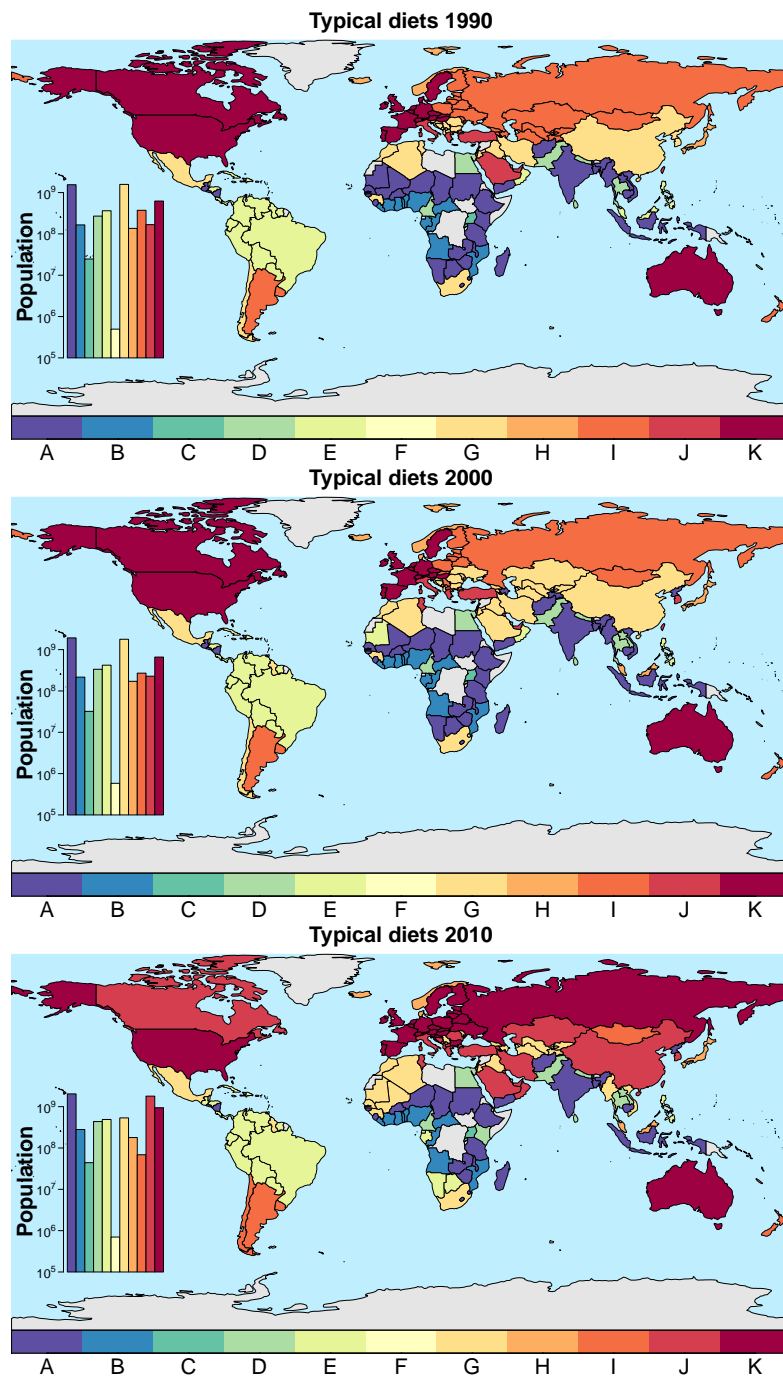 Typical diets 1990
Population
10⁹
10⁸
10⁷
10⁶
10⁵
A B C D E F G H I J K
Typical diets 2000
Population
10⁹
10⁸
10⁷
10⁶
10⁵
A B C D E F G H I J K
Typical diets 2010
Population
10⁹
10⁸
10⁷
10⁶
10⁵
A B C D E F G H I J K